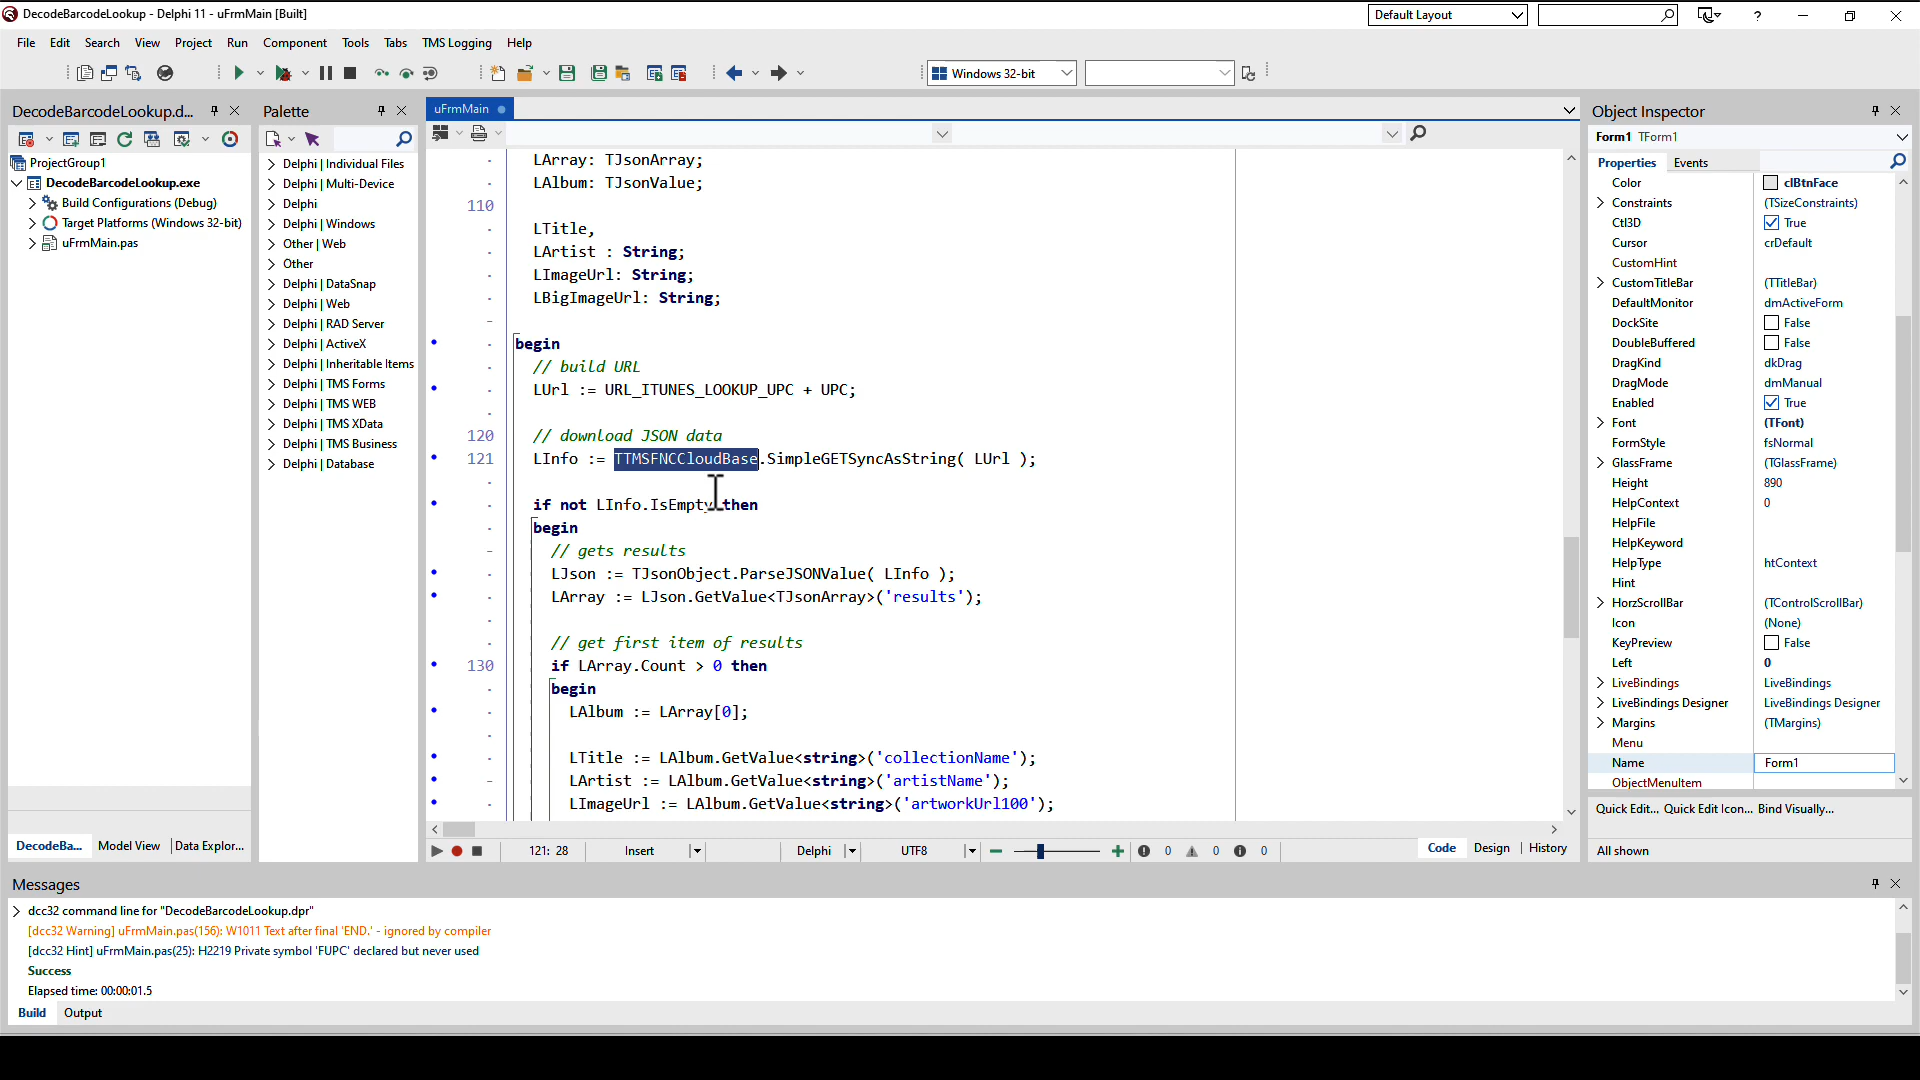 DecodeBarcodeLookup - Delphi 11 - uFrmMain [Built]
Default Layout
?
File Edit Search View Project Run Component Tools Tabs TMS Logging Help
Windows 32-bit
DecodeBarcodeLookup.d...
ProjectGroup1
DecodeBarcodeLookup.exe
Build Configurations (Debug)
Target Platforms (Windows 32-bit)
uFrmMain.pas
DecodeBa... Model View Data Explor...
Palette
Delphi | Individual Files
Delphi | Multi-Device
Delphi
Delphi | Windows
Other | Web
Other
Delphi | DataSnap
Delphi | Web
Delphi | RAD Server
Delphi | ActiveX
Delphi | Inheritable Items
Delphi | TMS Forms
Delphi | TMS WEB
Delphi | TMS XData
Delphi | TMS Business
Delphi | Database
uFrmMain
LArray: TJsonArray;
LAlbum: TJsonValue;
110
LTitle,
LArtist : String;
LImageUrl: String;
LBigImageUrl: String;
begin
// build URL
LUrl := URL_ITUNES_LOOKUP_UPC + UPC;
120 // download JSON data
121 LInfo := TTMSFNCCloudBase.SimpleGETSyncAsString( LUrl );
if not LInfo.IsEmpty then
begin
// gets results
LJson := TJsonObject.ParseJSONValue( LInfo );
LArray := LJson.GetValue<TJsonArray>('results');
// get first item of results
130 if LArray.Count > 0 then
begin
LAlbum := LArray[0];
LTitle := LAlbum.GetValue<string>('collectionName');
LArtist := LAlbum.GetValue<string>('artistName');
LImageUrl := LAlbum.GetValue<string>('artworkUrl100');
121: 28 Insert Delphi UTF8 0 0 0 Code Design History
Object Inspector
Form1 TForm1
Properties Events
Color clBtnFace
Constraints (TSizeConstraints)
Ctl3D True
Cursor crDefault
CustomHint
CustomTitleBar (TTitleBar)
DefaultMonitor dmActiveForm
DockSite False
DoubleBuffered False
DragKind dkDrag
DragMode dmManual
Enabled True
Font (TFont)
FormStyle fsNormal
GlassFrame (TGlassFrame)
Height 890
HelpContext 0
HelpFile
HelpKeyword
HelpType htContext
Hint
HorzScrollBar (TControlScrollBar)
Icon (None)
KeyPreview False
Left 0
LiveBindings LiveBindings
LiveBindings Designer LiveBindings Designer
Margins (TMargins)
Menu
Name Form1
ObjectMenuItem
Quick Edit... Quick Edit Icon... Bind Visually...
All shown
Messages
dcc32 command line for "DecodeBarcodeLookup.dpr"
[dcc32 Warning] uFrmMain.pas(156): W1011 Text after final 'END.' - ignored by compiler
[dcc32 Hint] uFrmMain.pas(25): H2219 Private symbol 'FUPC' declared but never used
Success
Elapsed time: 00:00:01.5
Build Output